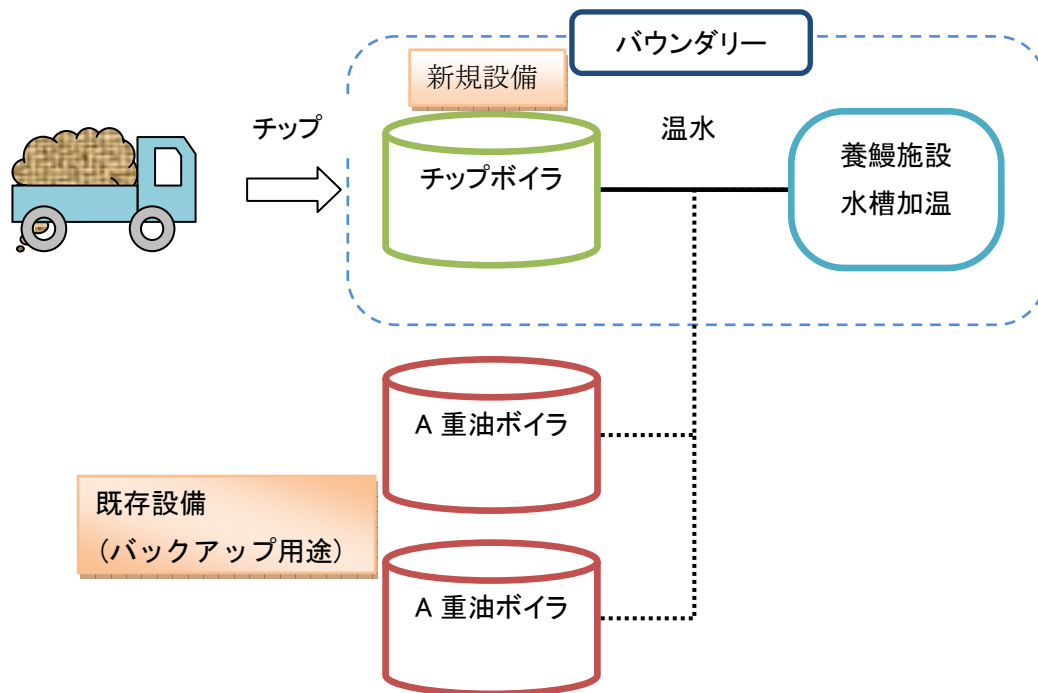 バウンダリー
新規設備
チップ
チップボイラ
温水
養鰻施設
水槽加温
A 重油ボイラ
既存設備
（バックアップ用途）
A 重油ボイラ